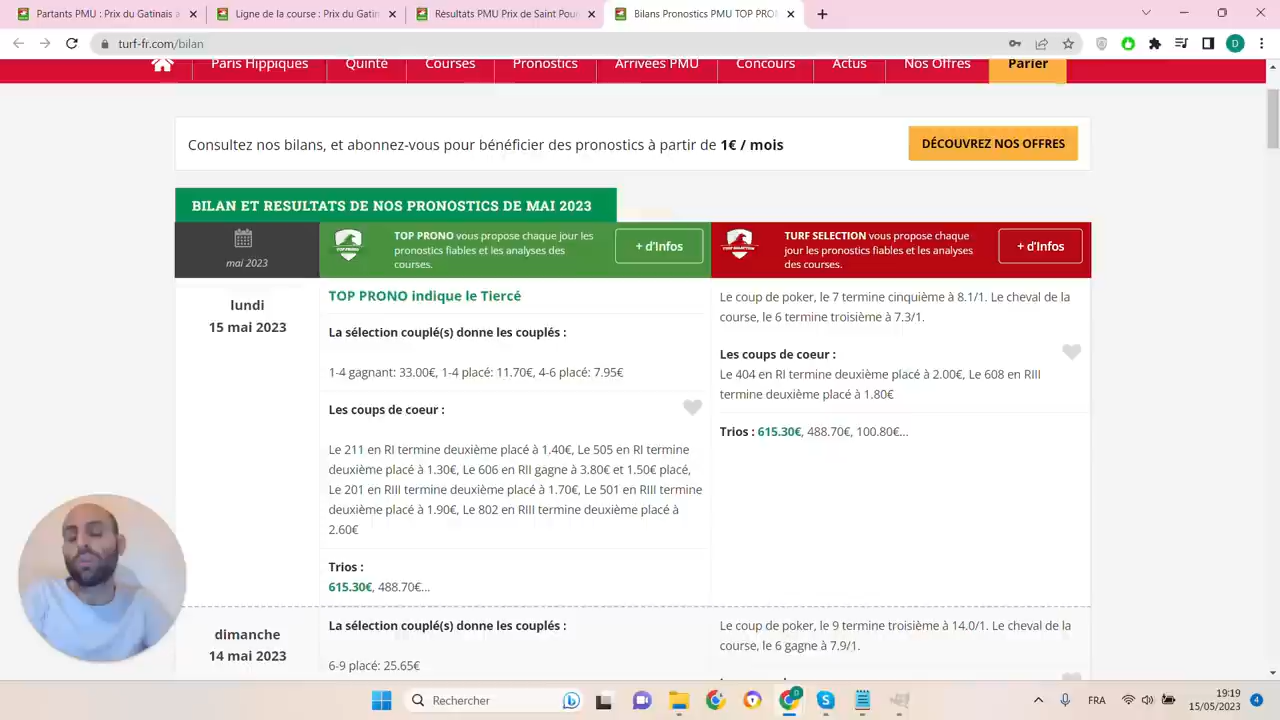 Partants PMU : Prix du Gatinais
Ligne de la course : Prix du Gatin
Résultats PMU Prix de Saint Poug
Bilans Pronostics PMU TOP PRO
turf-fr.com/bilan
Paris Hippiques Quinté Courses Pronostics Arrivées PMU Concours Actus Nos Offres Parier
Consultez nos bilans, et abonnez-vous pour bénéficier des pronostics à partir de 1€ / mois
DÉCOUVREZ NOS OFFRES
BILAN ET RESULTATS DE NOS PRONOSTICS DE MAI 2023
mai 2023
TOP PRONO vous propose chaque jour les
pronostics fiables et les analyses des
courses.
+ d'Infos
TURF SELECTION vous propose chaque
jour les pronostics fiables et les analyses
des courses.
+ d'Infos
lundi
15 mai 2023
TOP PRONO indique le Tiercé
La sélection couplé(s) donne les couplés :
1-4 gagnant: 33.00€, 1-4 placé: 11.70€, 4-6 placé: 7.95€
Les coups de coeur :
Le 211 en RI termine deuxième placé à 1.40€, Le 505 en RI termine
deuxième placé à 1.30€, Le 606 en RII gagne à 3.80€ et 1.50€ placé,
Le 201 en RIII termine deuxième placé à 1.70€, Le 501 en RIII termine
deuxième placé à 1.90€, Le 802 en RIII termine deuxième placé à
2.60€
Trios :
615.30€, 488.70€...
Le coup de poker, le 7 termine cinquième à 8.1/1. Le cheval de la
course, le 6 termine troisième à 7.3/1.
Les coups de coeur :
Le 404 en RI termine deuxième placé à 2.00€, Le 608 en RIII
termine deuxième placé à 1.80€
Trios : 615.30€, 488.70€, 100.80€...
dimanche
14 mai 2023
La sélection couplé(s) donne les couplés :
6-9 placé: 25.65€
Le coup de poker, le 9 termine troisième à 14.0/1. Le cheval de la
course, le 6 gagne à 7.9/1.
Rechercher
FRA
19:19
15/05/2023
4